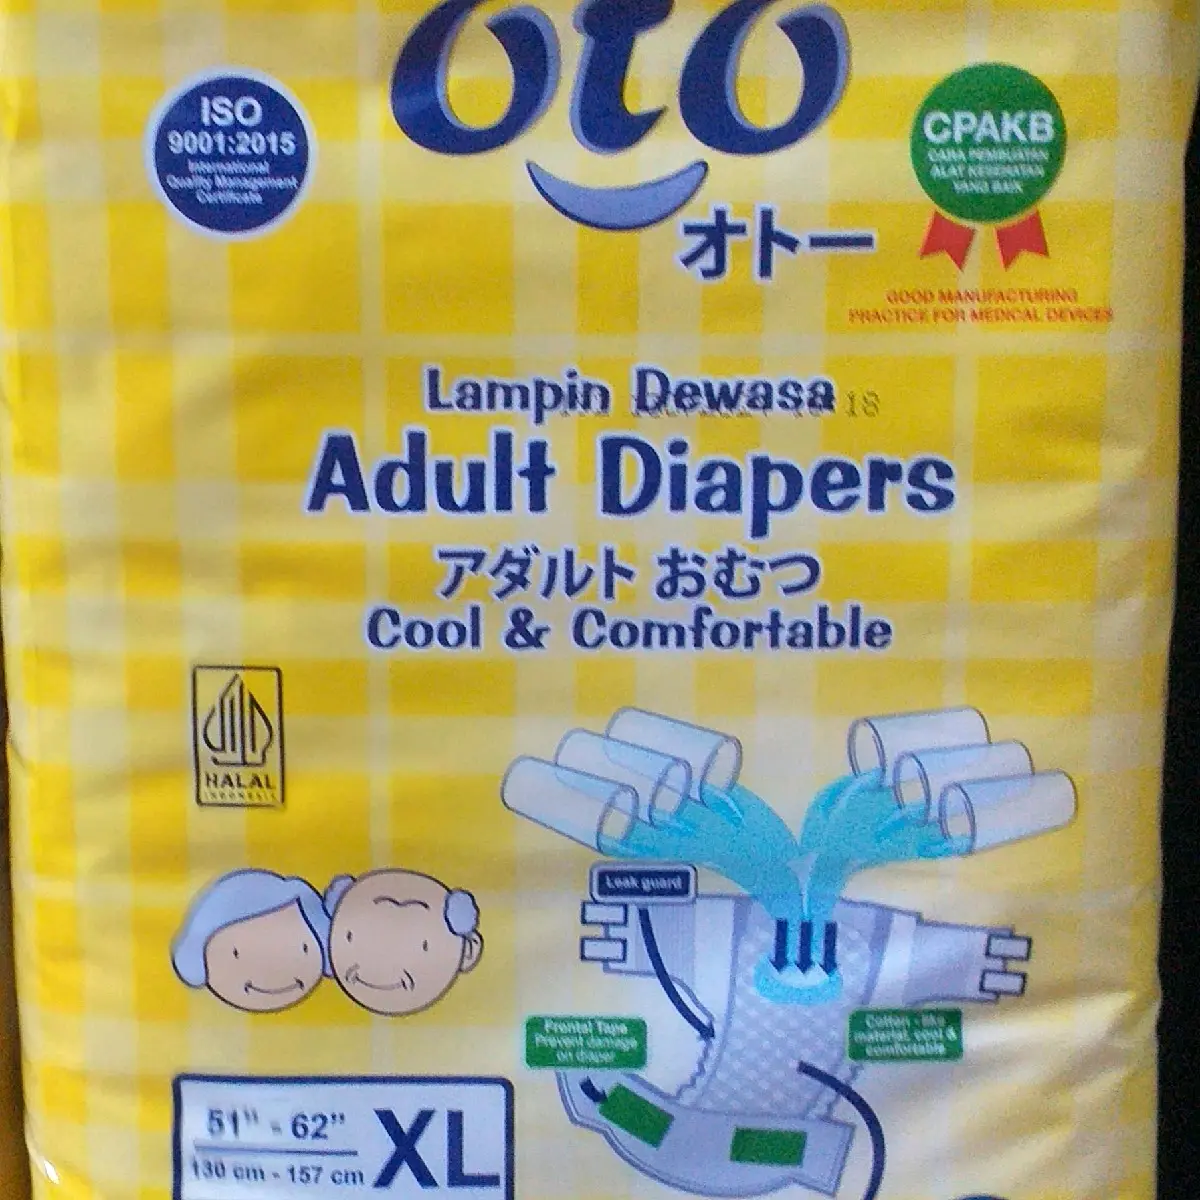 oto
ISO
9001:2015
International
Quality Management
Certificate
CPAKB
CARA PEMBUATAN
ALAT KESEHATAN
YANG BAIK
オトー
GOOD MANUFACTURING
PRACTICE FOR MEDICAL DEVICES
Lampin Dewasa
18
Adult Diapers
アダルト おむつ
Cool & Comfortable
HALAL
INDONESIA
Leak guard
Frontal Tape
Prevent damage
on diaper
Cotton - like
material, cool &
comfortable
51" - 62"
130 cm - 157 cm
XL